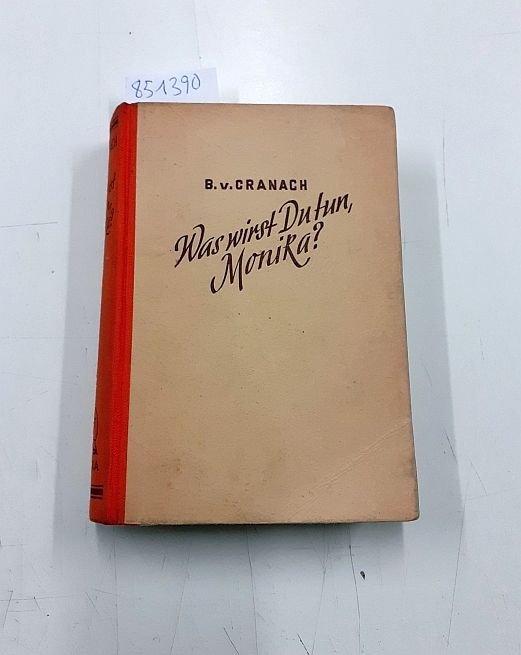 851390
B.v.CRANACH
Was wirst Du tun,
Monika?